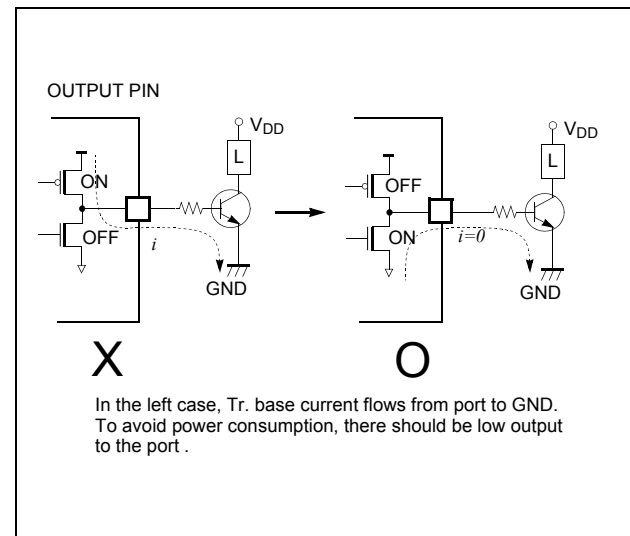 OUTPUT PIN
VDD
L
ON
OFF
i
GND
X
VDD
L
OFF
ON
i=0
GND
O
In the left case, Tr. base current flows from port to GND.
To avoid power consumption, there should be low output
to the port .